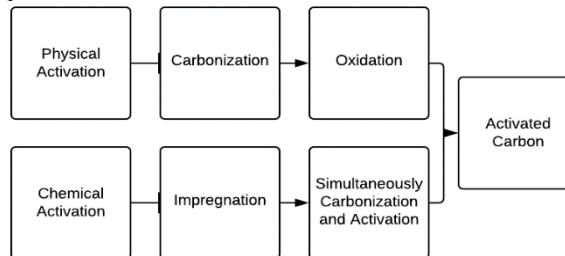 Physical
Activation
Carbonization
Oxidation
Activated
Carbon
Chemical
Activation
Impregnation
Simultaneously
Carbonization
and Activation